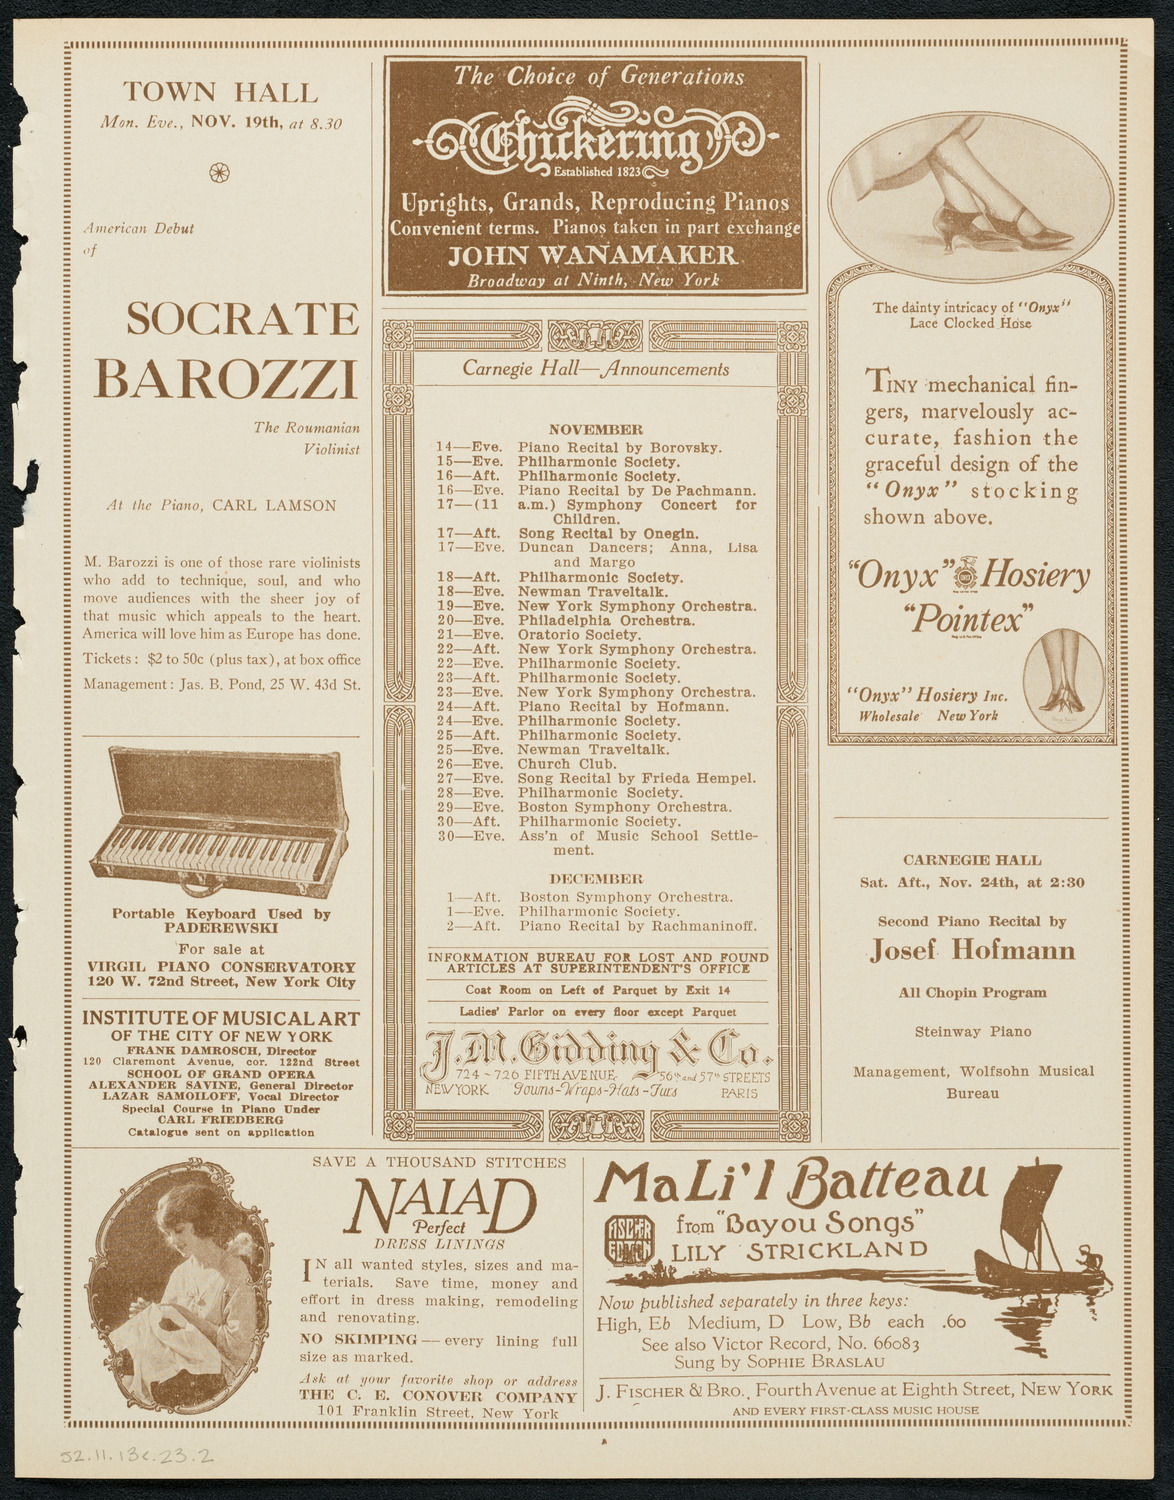 TOWN HALL
Mon. Eve., NOV. 19th, at 8.30
American Debut
of
SOCRATE
BAROZZI
The Roumanian
Violinist
At the Piano, CARL LAMSON
M. Barozzi is one of those rare violinists
who add to technique, soul, and who
move audiences with the sheer joy of
that music which appeals to the heart.
America will love him as Europe has done.
Tickets: $2 to 50c (plus tax), at box office
Management: Jas. B. Pond, 25 W. 43d St.
Portable Keyboard Used by
PADEREWSKI
For sale at
VIRGIL PIANO CONSERVATORY
120 W. 72nd Street, New York City
INSTITUTE OF MUSICAL ART
OF THE CITY OF NEW YORK
FRANK DAMROSCH, Director
120 Claremont Avenue, cor. 122nd Street
SCHOOL OF GRAND OPERA
ALEXANDER SAVINE, General Director
LAZAR SAMOILOFF, Vocal Director
Special Course in Piano Under
CARL FRIEDBERG
Catalogue sent on application
The Choice of Generations
Chickering
Established 1823
Uprights, Grands, Reproducing Pianos
Convenient terms. Pianos taken in part exchange
JOHN WANAMAKER
Broadway at Ninth, New York
Carnegie Hall—Announcements
NOVEMBER
14—Eve. Piano Recital by Borovsky.
15—Eve. Philharmonic Society.
16—Aft. Philharmonic Society.
16—Eve. Piano Recital by De Pachmann.
17—(11 a.m.) Symphony Concert for
Children.
17—Aft. Song Recital by Onegin.
17—Eve. Duncan Dancers; Anna, Lisa
and Margo
18—Aft. Philharmonic Society.
18—Eve. Newman Traveltalk.
19—Eve. New York Symphony Orchestra.
20—Eve. Philadelphia Orchestra.
21—Eve. Oratorio Society.
22—Aft. New York Symphony Orchestra.
22—Eve. Philharmonic Society.
23—Aft. Philharmonic Society.
23—Eve. New York Symphony Orchestra.
24—Aft. Piano Recital by Hofmann.
24—Eve. Philharmonic Society.
25—Aft. Philharmonic Society.
25—Eve. Newman Traveltalk.
26—Eve. Church Club.
27—Eve. Song Recital by Frieda Hempel.
28—Eve. Philharmonic Society.
29—Eve. Boston Symphony Orchestra.
30—Aft. Philharmonic Society.
30—Eve. Ass'n of Music School Settle-
ment.
DECEMBER
1—Aft. Boston Symphony Orchestra.
1—Eve. Philharmonic Society.
2—Aft. Piano Recital by Rachmaninoff.
INFORMATION BUREAU FOR LOST AND FOUND
ARTICLES AT SUPERINTENDENT'S OFFICE
Coat Room on Left of Parquet by Exit 14
Ladies' Parlor on every floor except Parquet
J.M. Gidding & Co.
724 - 726 FIFTH AVENUE 56th and 57th STREETS
NEW YORK Gowns-Wraps-Hats-Furs PARIS
The dainty intricacy of "Onyx"
Lace Clocked Hose
TINY mechanical fin-
gers, marvelously ac-
curate, fashion the
graceful design of the
"Onyx" stocking
shown above.
"Onyx" Hosiery
"Pointex"
"Onyx" Hosiery Inc.
Wholesale New York
CARNEGIE HALL
Sat. Aft., Nov. 24th, at 2:30
Second Piano Recital by
Josef Hofmann
All Chopin Program
Steinway Piano
Management, Wolfsohn Musical
Bureau
SAVE A THOUSAND STITCHES
NAIAD
Perfect
DRESS LININGS
IN all wanted styles, sizes and ma-
terials. Save time, money and
effort in dress making, remodeling
and renovating.
NO SKIMPING—every lining full
size as marked.
Ask at your favorite shop or address
THE C. E. CONOVER COMPANY
101 Franklin Street, New York
Ma Li'l Batteau
from "Bayou Songs"
FISCHER EDITION
LILY STRICKLAND
Now published separately in three keys:
High, Eb Medium, D Low, Bb each .60
See also Victor Record, No. 66083
Sung by SOPHIE BRASLAU
J. FISCHER & BRO., Fourth Avenue at Eighth Street, NEW YORK
AND EVERY FIRST-CLASS MUSIC HOUSE
52.11.13c.23.2